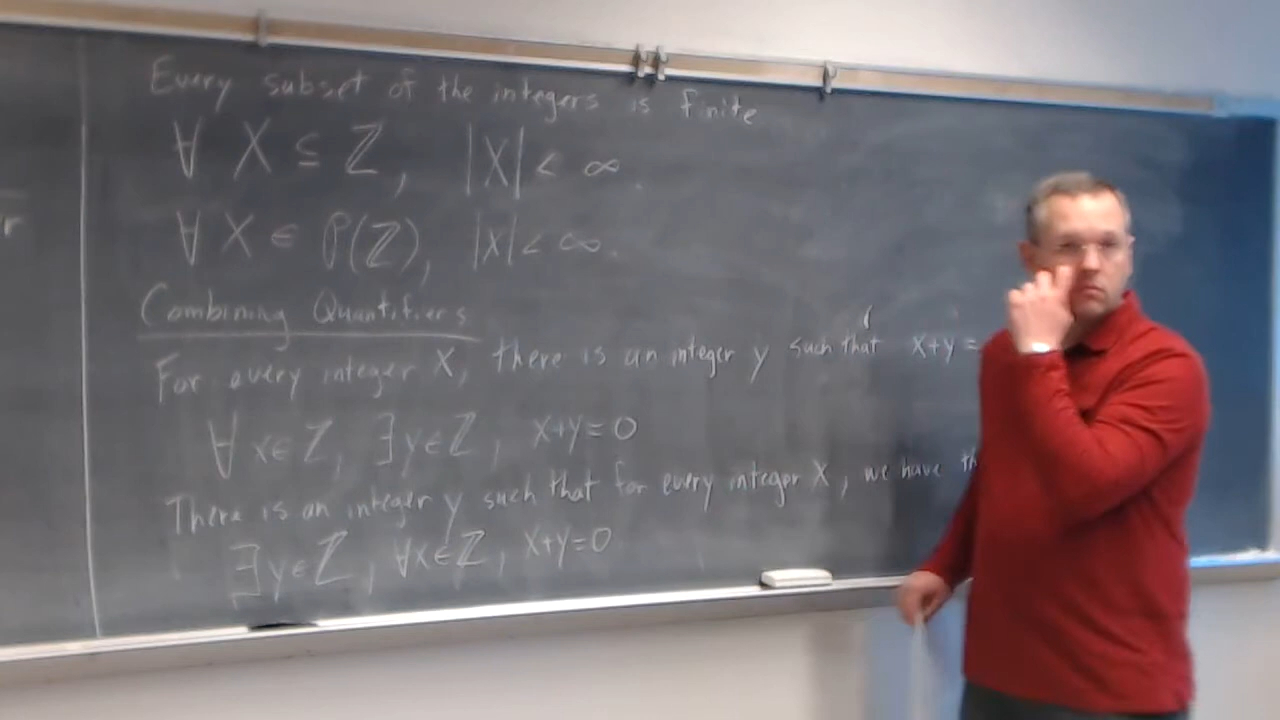 Every subset of the integers is finite
∀ X ⊆ ℤ, |X| < ∞.
∀ X ∈ P(ℤ), |X| < ∞.
Combining Quantifiers
For every integer X, there is an integer y such that x+y =
∀ x∈ℤ, ∃y∈ℤ, x+y=0
There is an integer y such that for every integer X, we have
∃y∈ℤ, ∀x∈ℤ, x+y=0